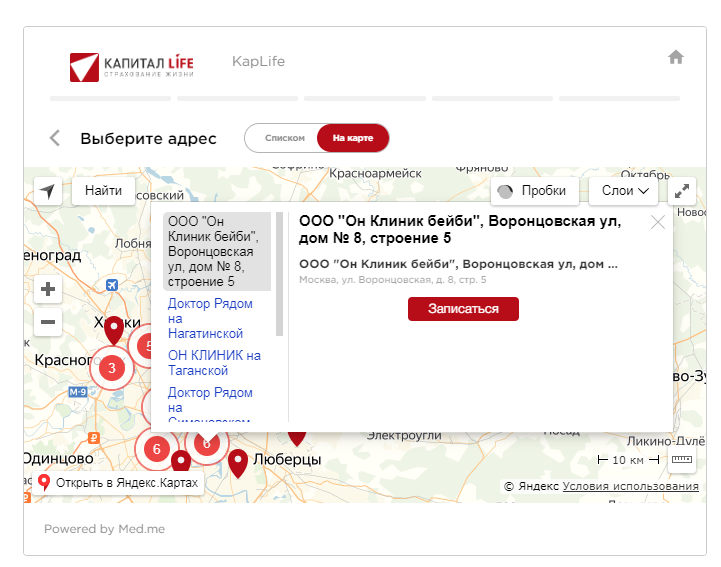 КАПИТАЛ LIFE
СТРАХОВАНИЕ ЖИЗНИ
KapLife
Выберите адрес
Списком
На карте
Красноармейск
Фряново
Октябрь
Найти
совский
Пробки
Слои
Новос
Лобня
еноград
ООО "Он
Клиник бейби",
Воронцовская
ул, дом № 8,
строение 5
Доктор Рядом
на
Нагатинской
ОН КЛИНИК на
Таганской
Доктор Рядом
на
Симоновском
ООО "Он Клиник бейби", Воронцовская ул,
дом № 8, строение 5
ООО "Он Клиник бейби", Воронцовская ул, дом ...
Москва, ул. Воронцовская, д. 8, стр. 5
Записаться
5
3
Красног
М-9
во-Зу
Электроугли
Ликино-Дулё
6
6
Одинцово
Люберцы
10 км
Открыть в Яндекс.Картах
© Яндекс Условия использования
Powered by Med.me